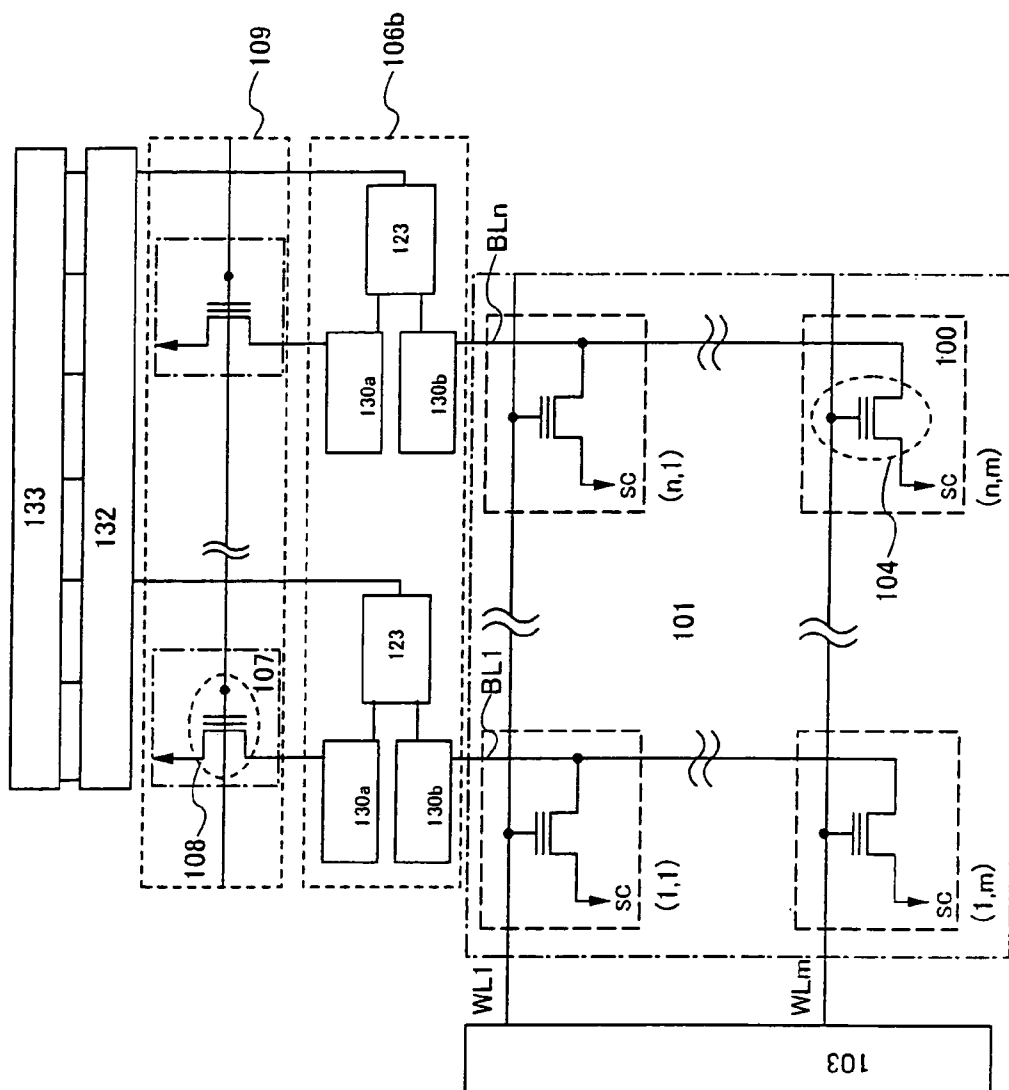 133
132
109
107
108
106b
123
123
130a
130a
130b
130b
BL1
BLn
WL1
SC
(1,1)
SC
(n,1)
101
104
100
WLm
SC
(1,m)
SC
(n,m)
103